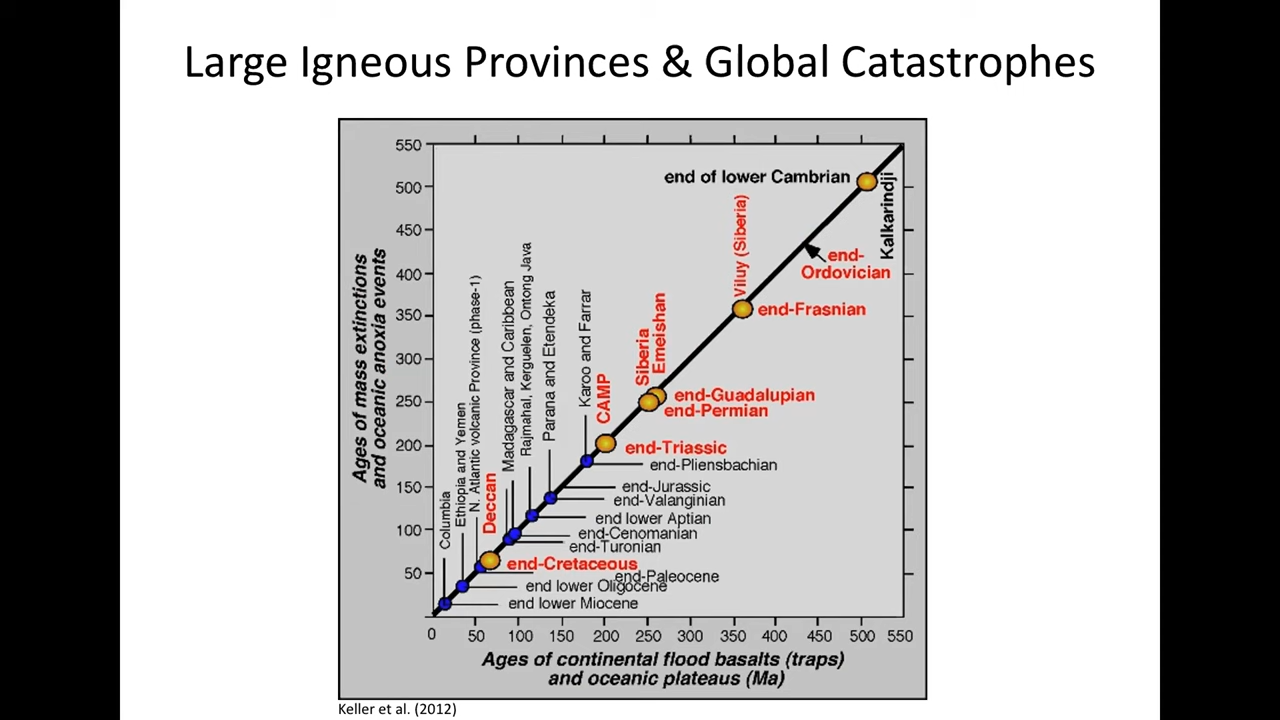 Large Igneous Provinces & Global Catastrophes
550
500
450
400
350
300
250
200
150
100
50
Ages of mass extinctions
and oceanic anoxia events
end of lower Cambrian
Kalkarindji
end-
Ordovician
Viluy (Siberia)
end-Frasnian
Siberia
Emeishan
end-Guadalupian
end-Permian
CAMP
end-Triassic
Karoo and Farrar
end-Pliensbachian
end-Jurassic
Parana and Etendeka
end-Valanginian
Rajmahal, Kerguelen, Ontong Java
end lower Aptian
Madagascar and Caribbean
end-Cenomanian
end-Turonian
Deccan
end-Cretaceous
N. Atlantic volcanic Province (phase-1)
end-Paleocene
Ethiopia and Yemen
end lower Oligocene
Columbia
end lower Miocene
0 50 100 150 200 250 300 350 400 450 500 550
Ages of continental flood basalts (traps)
and oceanic plateaus (Ma)
Keller et al. (2012)